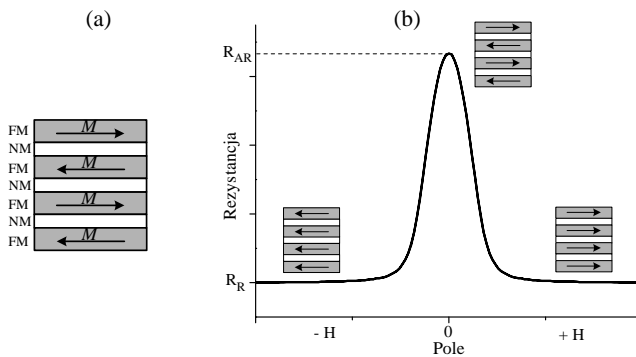 (a)
FM M
NM
FM M
NM
FM M
NM
FM M
(b)
R_AR
Rezystancja
R_R
- H 0 + H
Pole